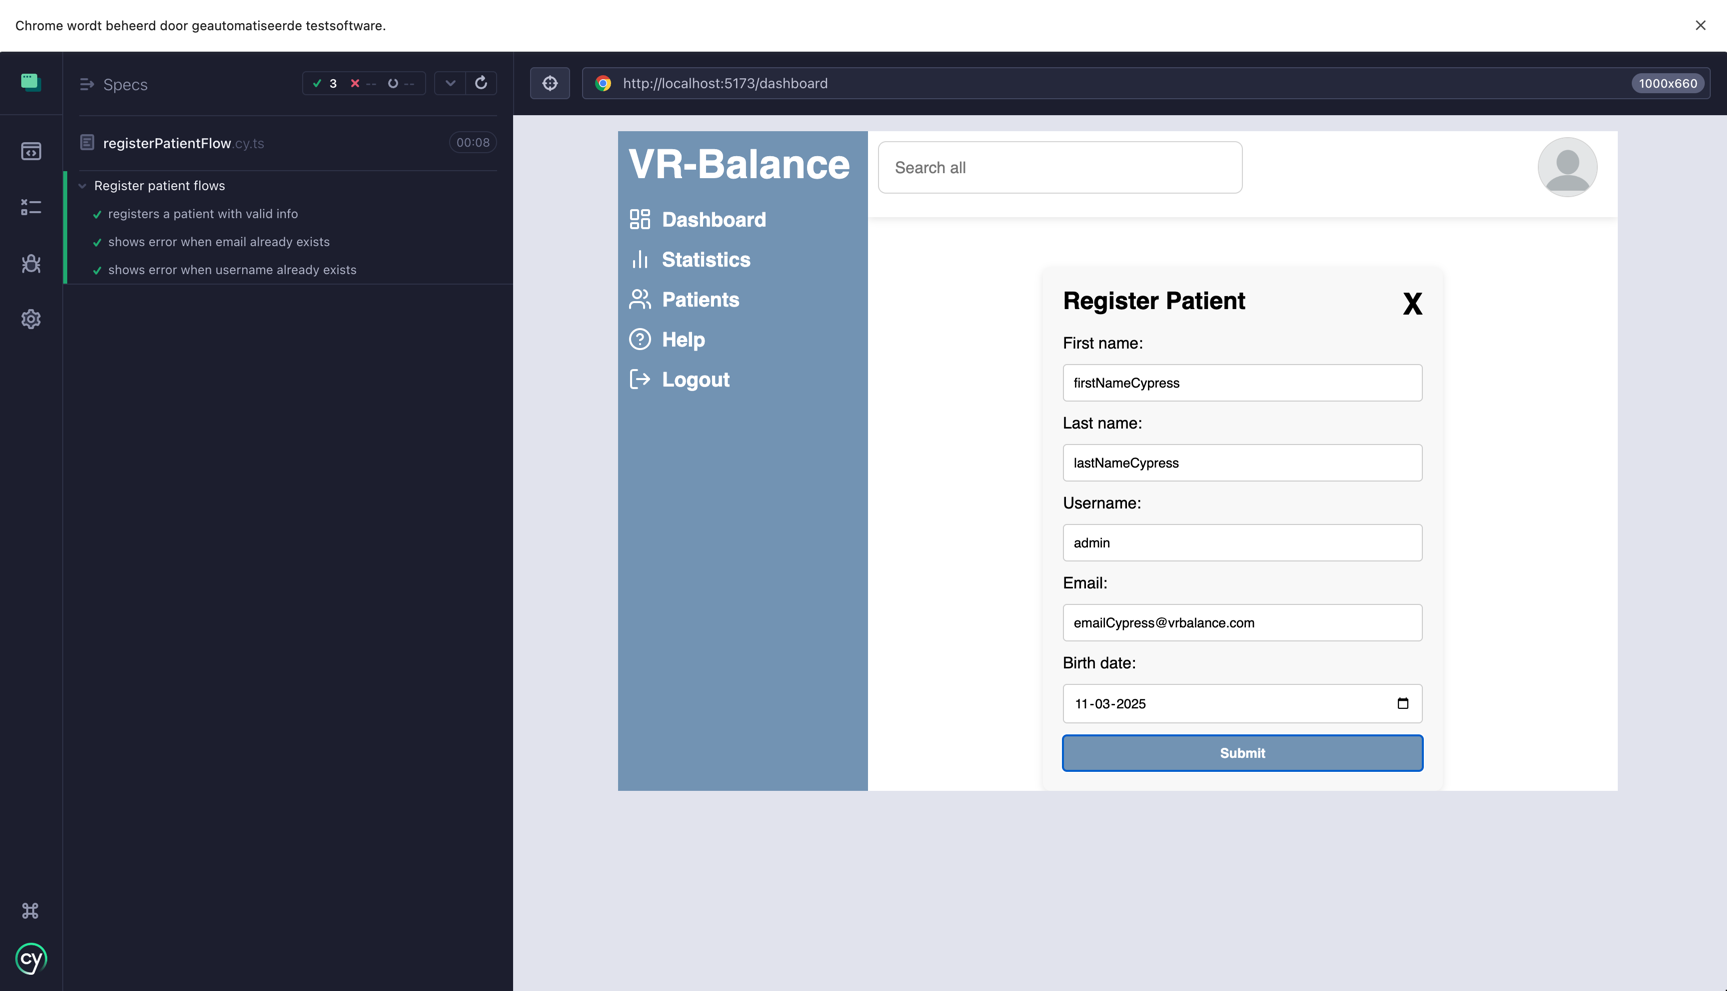 Chrome wordt beheerd door geautomatiseerde testsoftware.
Specs
3 -- --
http://localhost:5173/dashboard
1000x660
registerPatientFlow.cy.ts
00:08
Register patient flows
registers a patient with valid info
shows error when email already exists
shows error when username already exists
cy
VR-Balance
Dashboard
Statistics
Patients
Help
Logout
Search all
Register Patient
X
First name:
firstNameCypress
Last name:
lastNameCypress
Username:
admin
Email:
emailCypress@vrbalance.com
Birth date:
11-03-2025
Submit